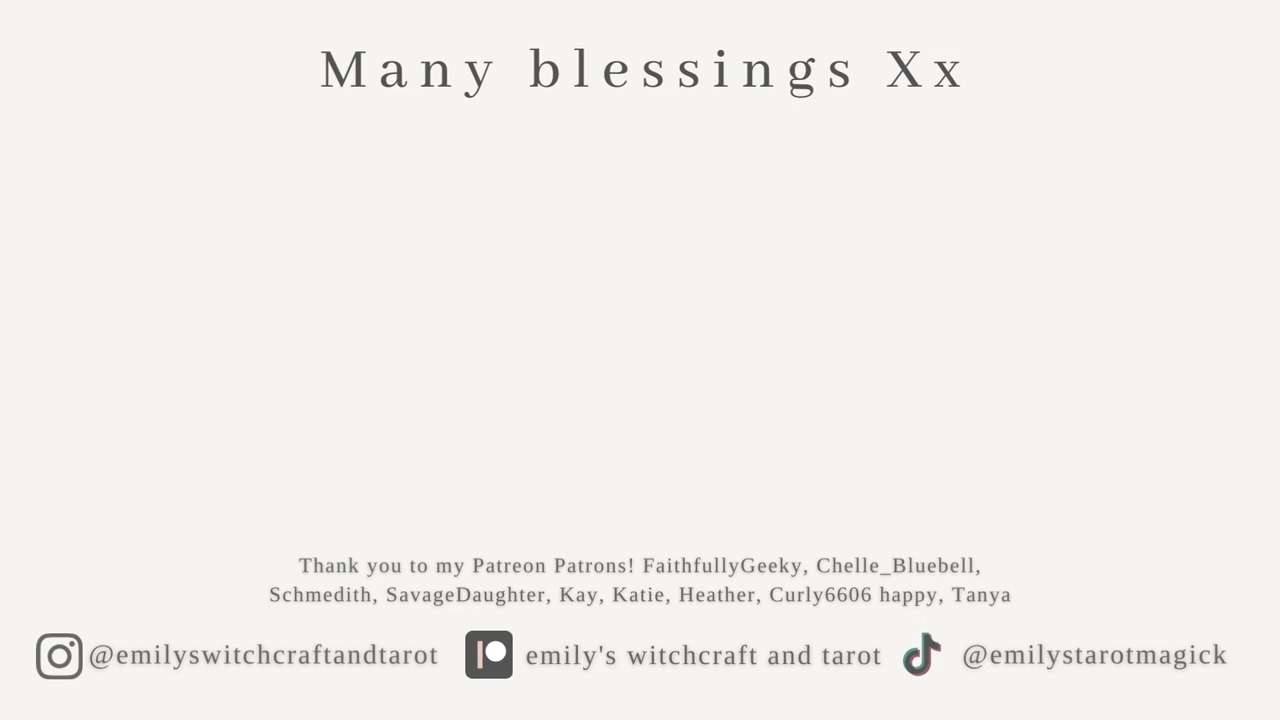 Many blessings Xx
Thank you to my Patreon Patrons! FaithfullyGeeky, Chelle_Bluebell,
Schmedith, SavageDaughter, Kay, Katie, Heather, Curly6606 happy, Tanya
@emilyswitchcraftandtarot emily's witchcraft and tarot @emilystarotmagick